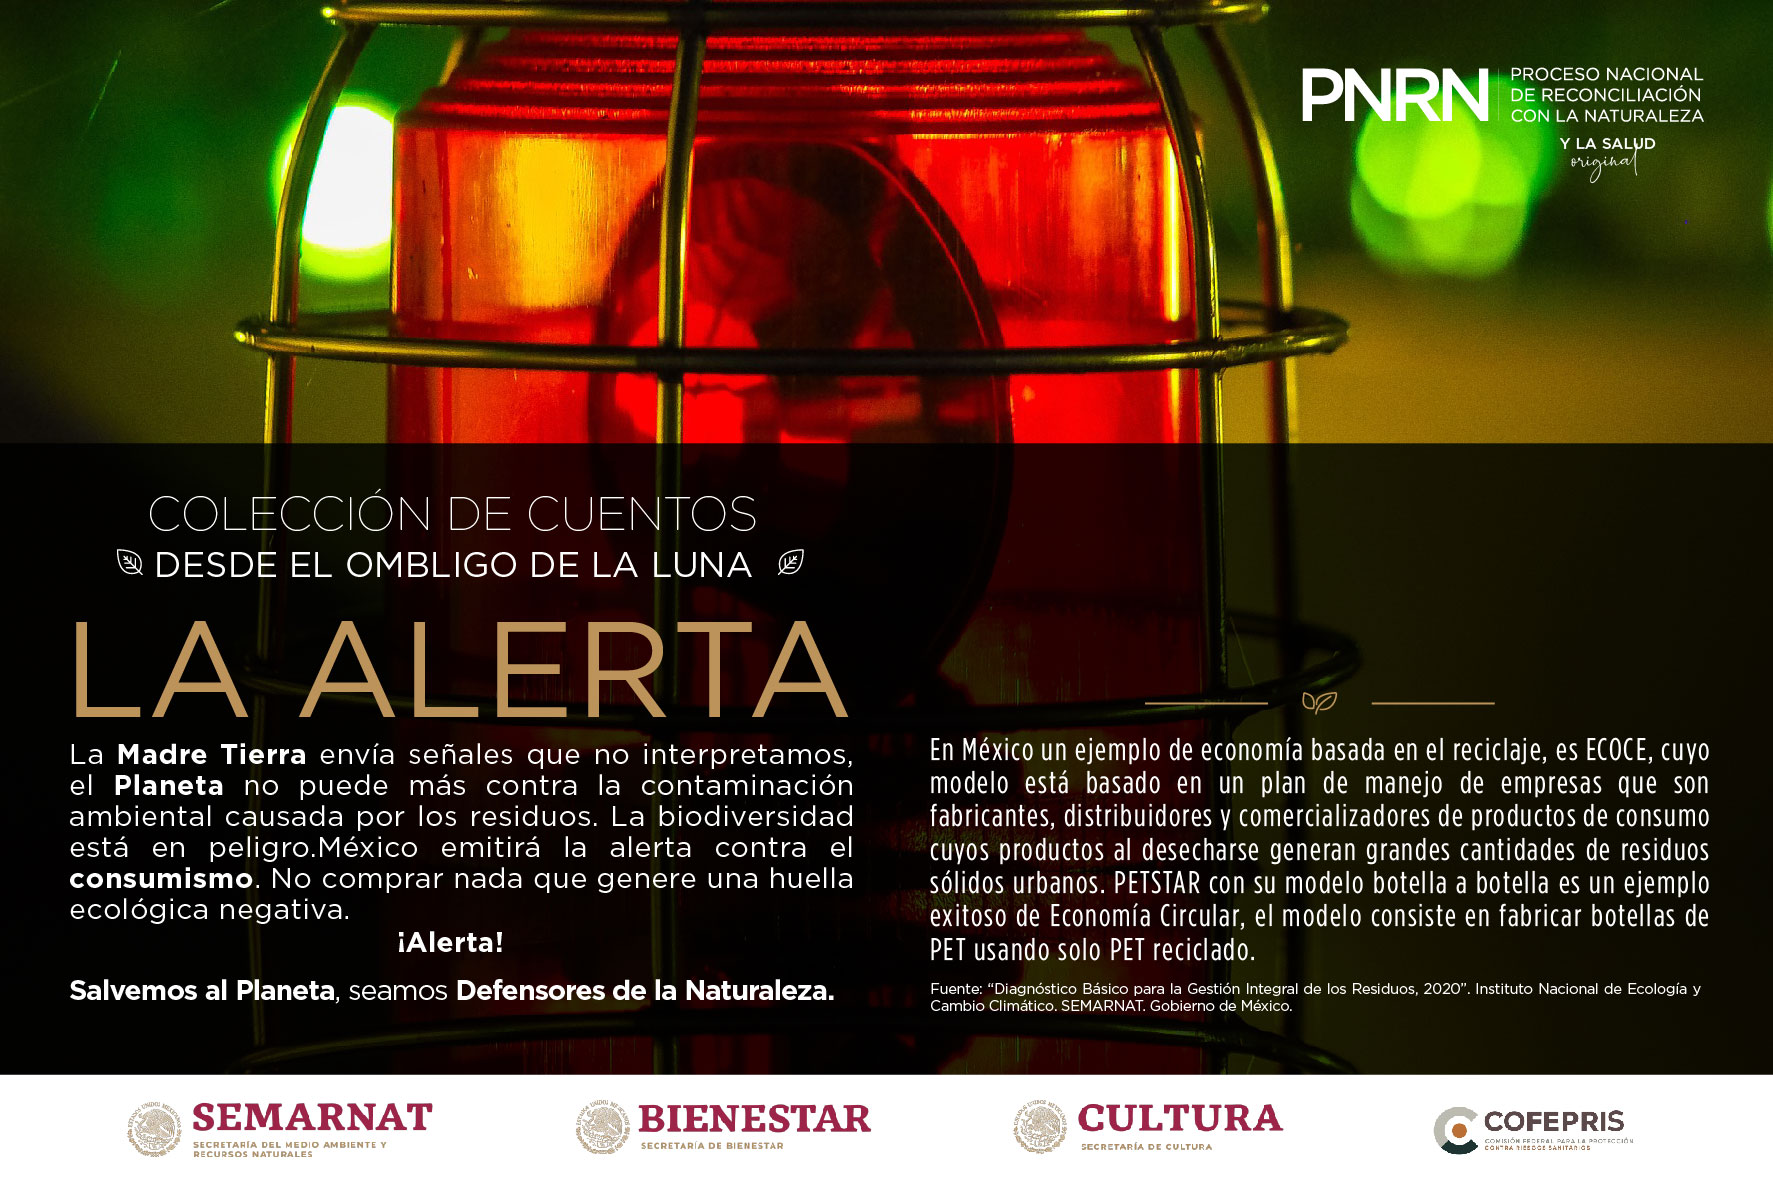 PNRN
PROCESO NACIONAL
DE RECONCILIACIÓN
CON LA NATURALEZA
Y LA SALUD
original
COLECCIÓN DE CUENTOS
DESDE EL OMBLIGO DE LA LUNA
LA ALERTA
La Madre Tierra envía señales que no interpretamos,
el Planeta no puede más contra la contaminación
ambiental causada por los residuos. La biodiversidad
está en peligro.México emitirá la alerta contra el
consumismo. No comprar nada que genere una huella
ecológica negativa.
¡Alerta!
Salvemos al Planeta, seamos Defensores de la Naturaleza.
En México un ejemplo de economía basada en el reciclaje, es ECOCE, cuyo
modelo está basado en un plan de manejo de empresas que son
fabricantes, distribuidores y comercializadores de productos de consumo
cuyos productos al desecharse generan grandes cantidades de residuos
sólidos urbanos. PETSTAR con su modelo botella a botella es un ejemplo
exitoso de Economía Circular, el modelo consiste en fabricar botellas de
PET usando solo PET reciclado.
Fuente: “Diagnóstico Básico para la Gestión Integral de los Residuos, 2020”. Instituto Nacional de Ecología y
Cambio Climático. SEMARNAT. Gobierno de México.
SEMARNAT
SECRETARÍA DEL MEDIO AMBIENTE Y
RECURSOS NATURALES
BIENESTAR
SECRETARÍA DE BIENESTAR
CULTURA
SECRETARÍA DE CULTURA
COFEPRIS
COMISIÓN FEDERAL PARA LA PROTECCIÓN
CONTRA RIESGOS SANITARIOS